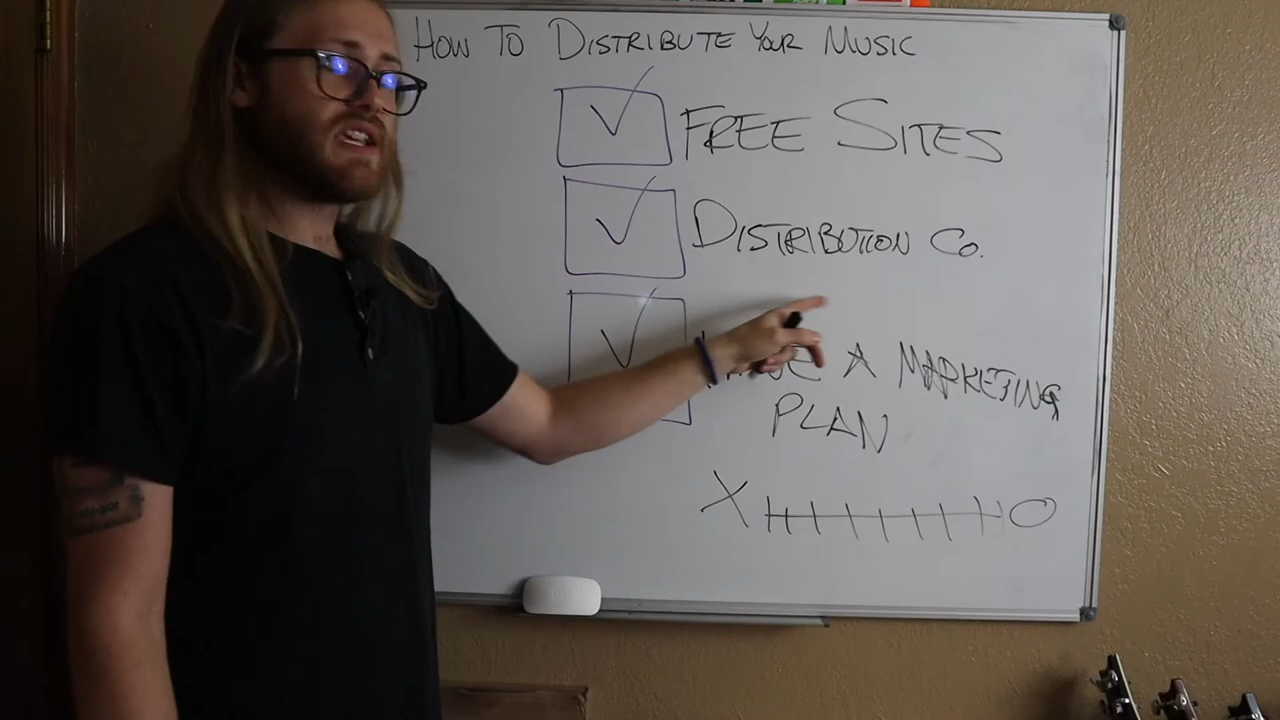 How To Distribute Your Music
Free Sites
Distribution Co.
A Marketing
Plan
X
O